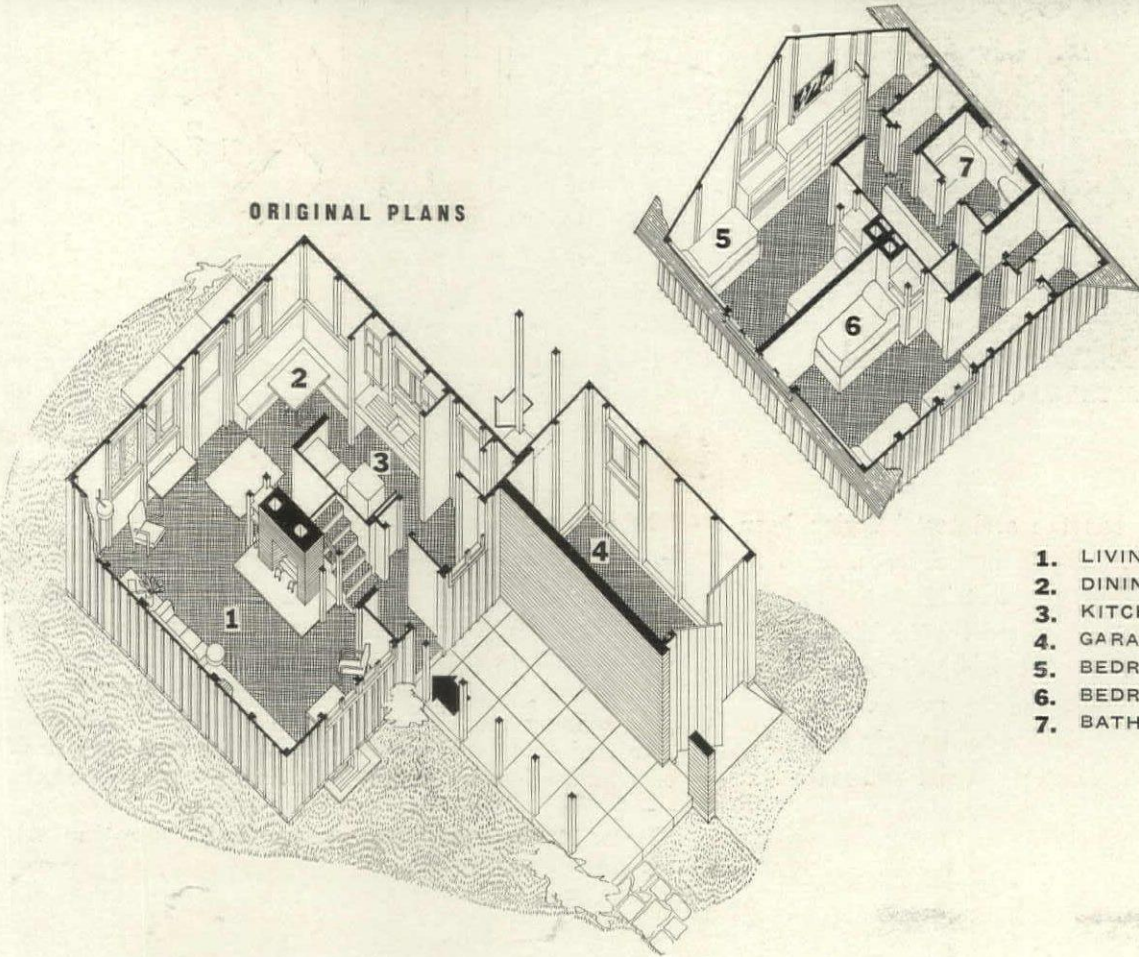 ORIGINAL PLANS
5
7
6
2
3
4
1
1. LIVIN
2. DININ
3. KITCH
4. GARA
5. BEDR
6. BEDR
7. BATH